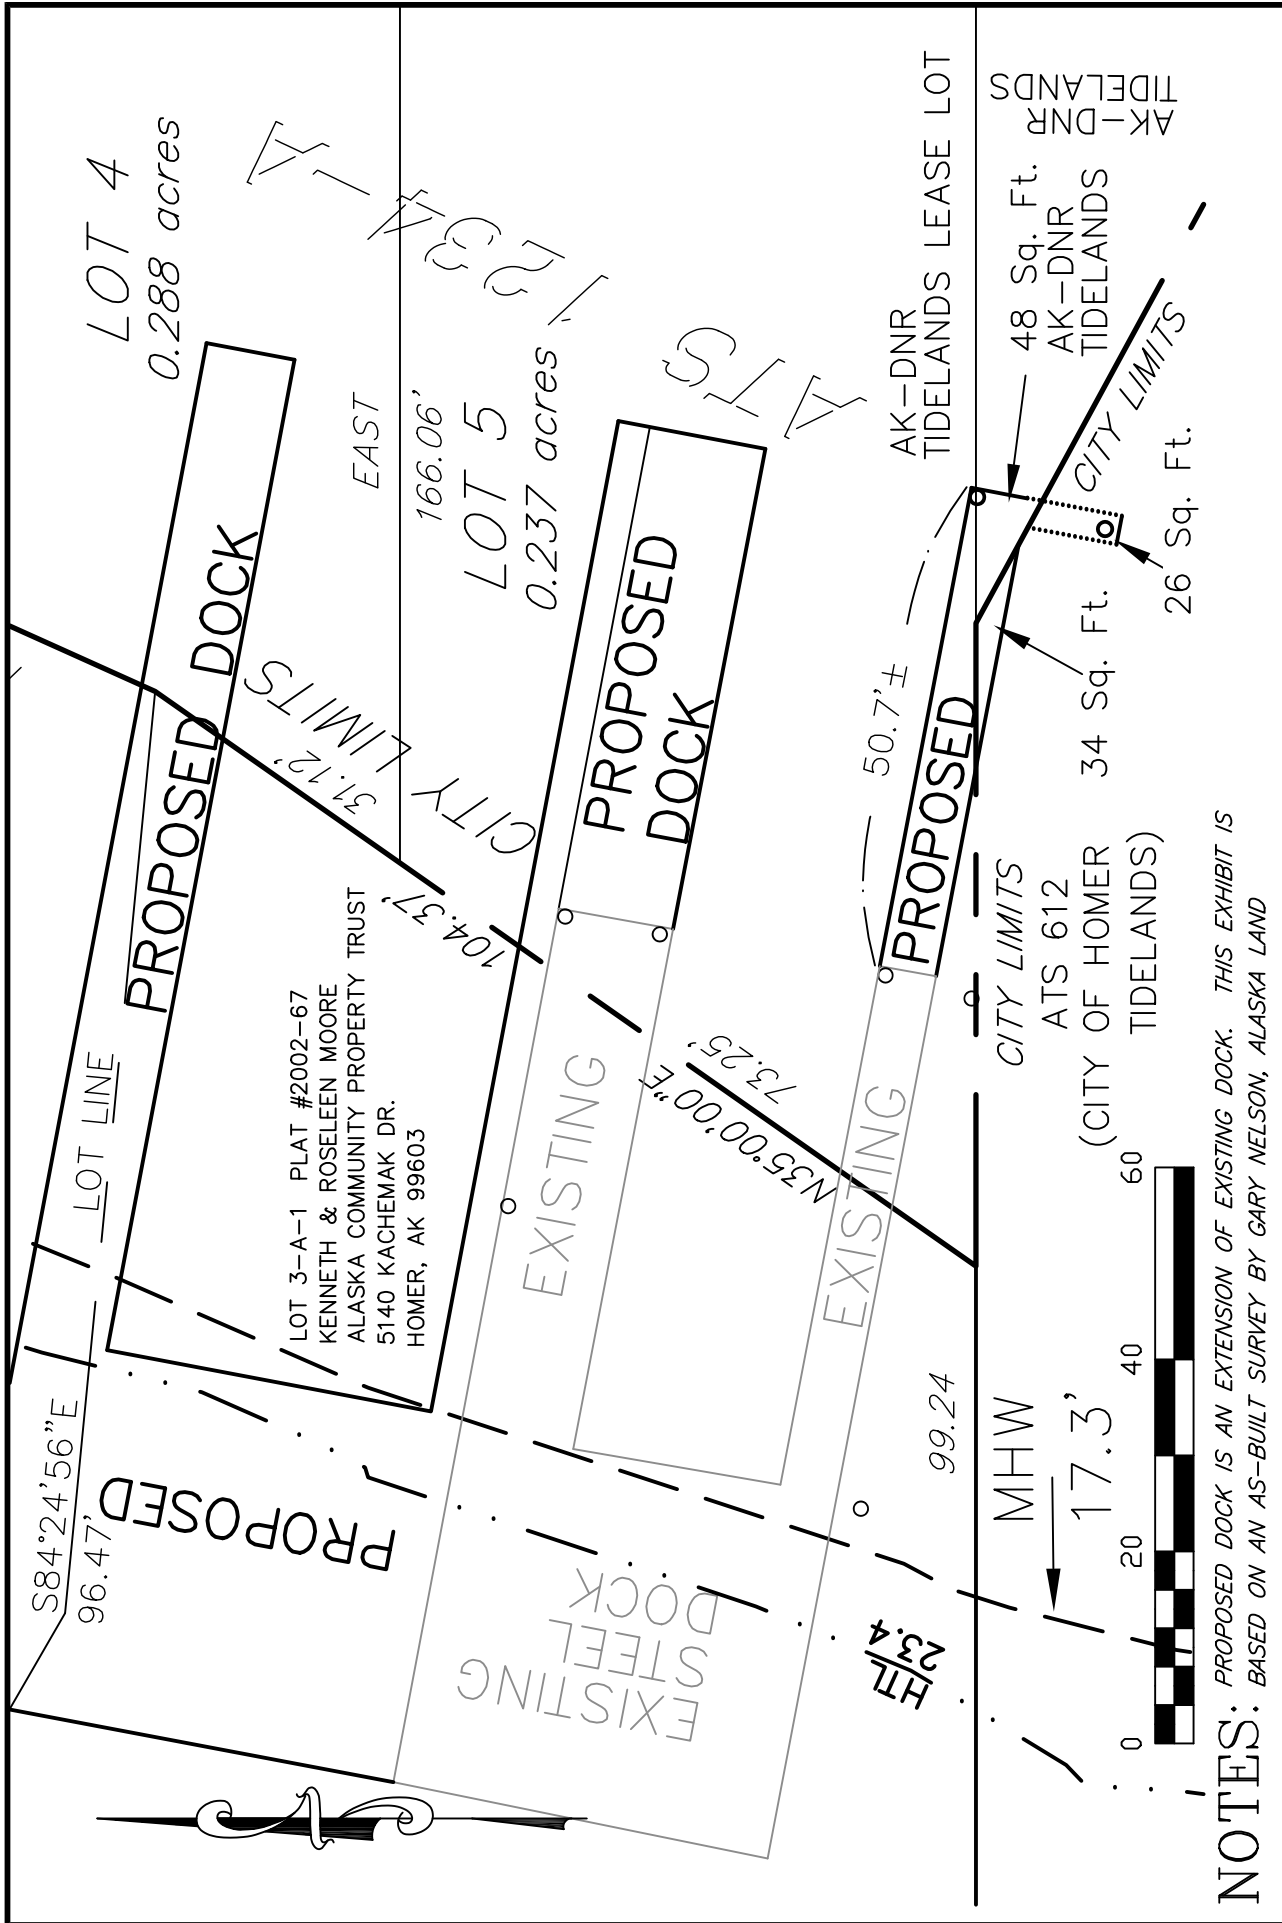 LOT 4
0.288 acres
ATS 1234-A
EAST
166.06'
LOT 5
0.237 acres
AK-DNR
TIDELANDS LEASE LOT
AK-DNR
TIDELANDS
48 Sq. Ft.
AK-DNR
TIDELANDS
CITY LIMITS
26 Sq. Ft.
34 Sq. Ft.
PROPOSED DOCK
CITY LIMITS
31.12'
104.37'
PROPOSED
DOCK
50.7'±
PROPOSED
LOT LINE
LOT 3-A-1 PLAT #2002-67
KENNETH & ROSELEEN MOORE
ALASKA COMMUNITY PROPERTY TRUST
5140 KACHEMAK DR.
HOMER, AK 99603
EXISTING
N35°00'00"E
73.25'
EXISTING
CITY LIMITS
ATS 612
(CITY OF HOMER
TIDELANDS)
S84°24'56"E
96.47'
PROPOSED
EXISTING
STEEL
DOCK
99.24
MHW
17.3'
HTL
23.4
N
0 20 40 60
NOTES: PROPOSED DOCK IS AN EXTENSION OF EXISTING DOCK. THIS EXHIBIT IS
BASED ON AN AS-BUILT SURVEY BY GARY NELSON, ALASKA LAND